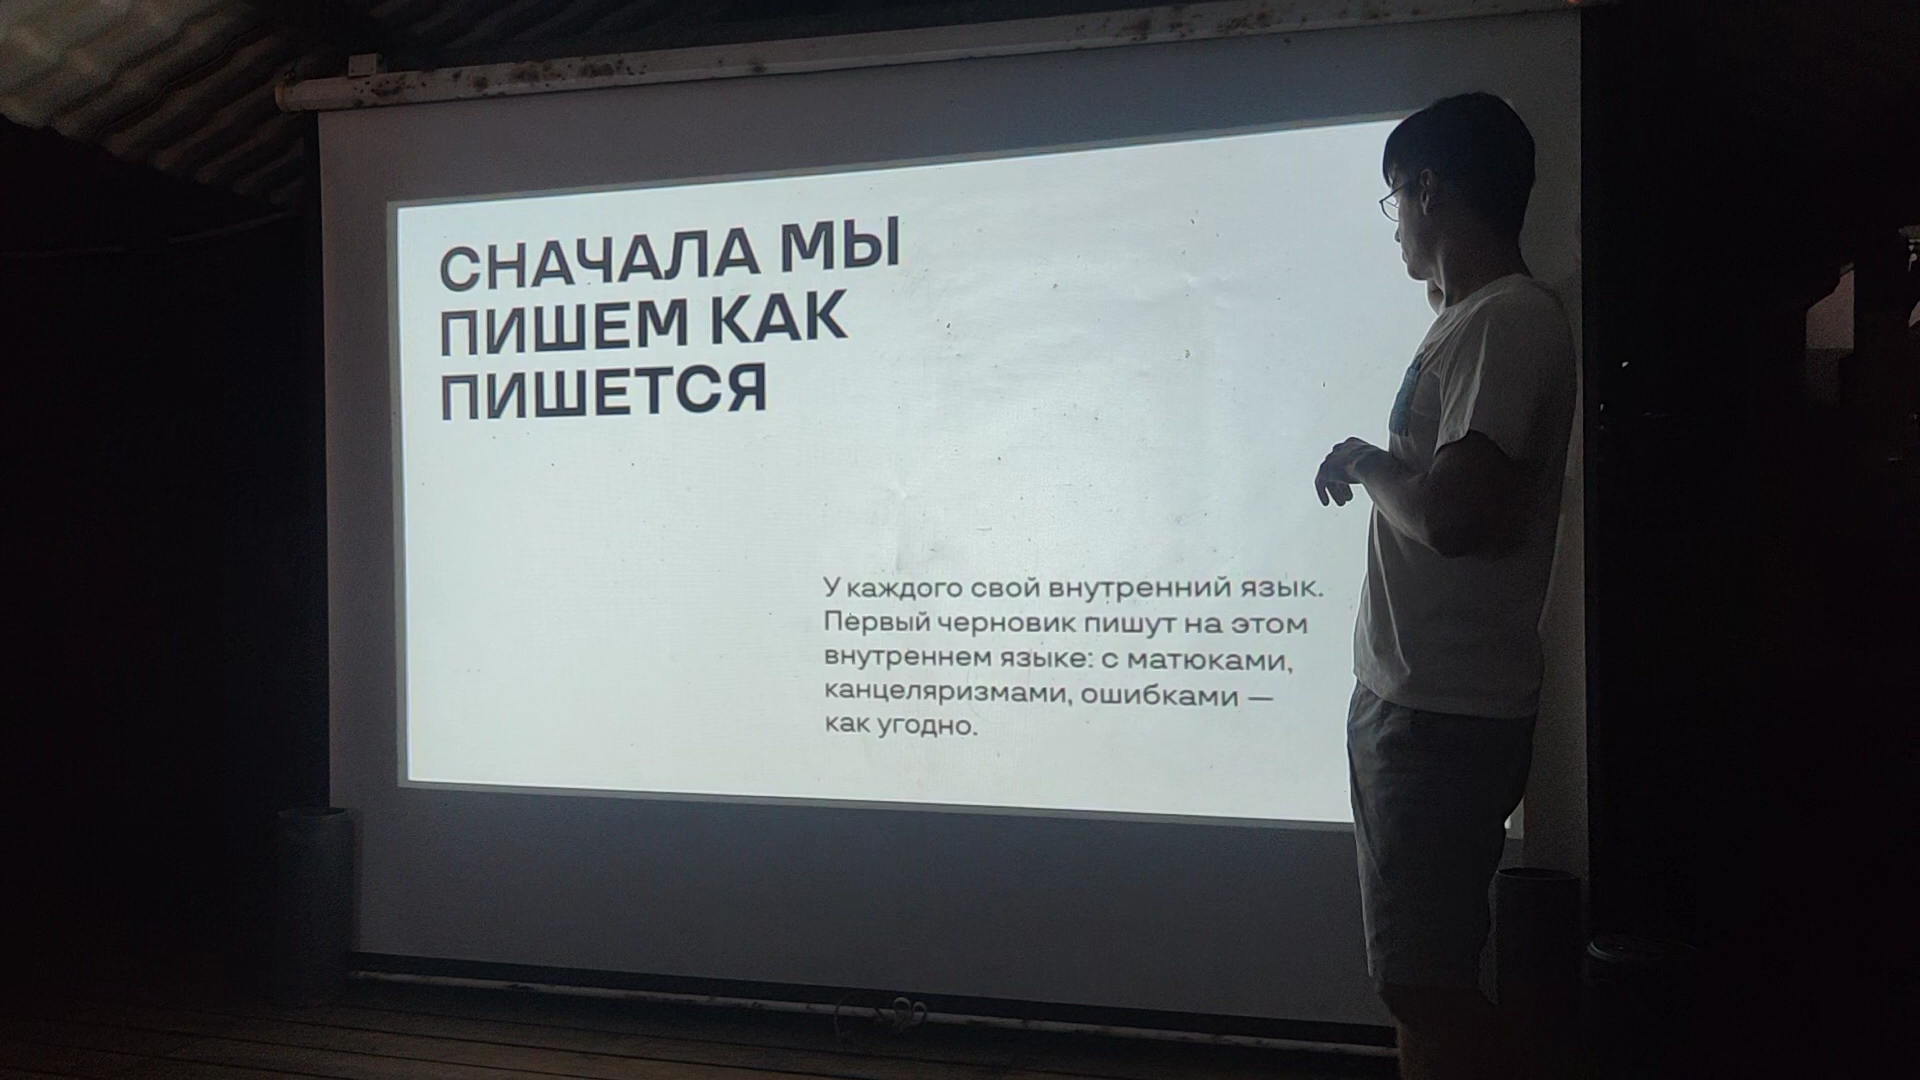 СНАЧАЛА МЫ
ПИШЕМ КАК
ПИШЕТСЯ
У каждого свой внутренний язык.
Первый черновик пишут на этом
внутреннем языке: с матюками,
канцеляризмами, ошибками —
как угодно.